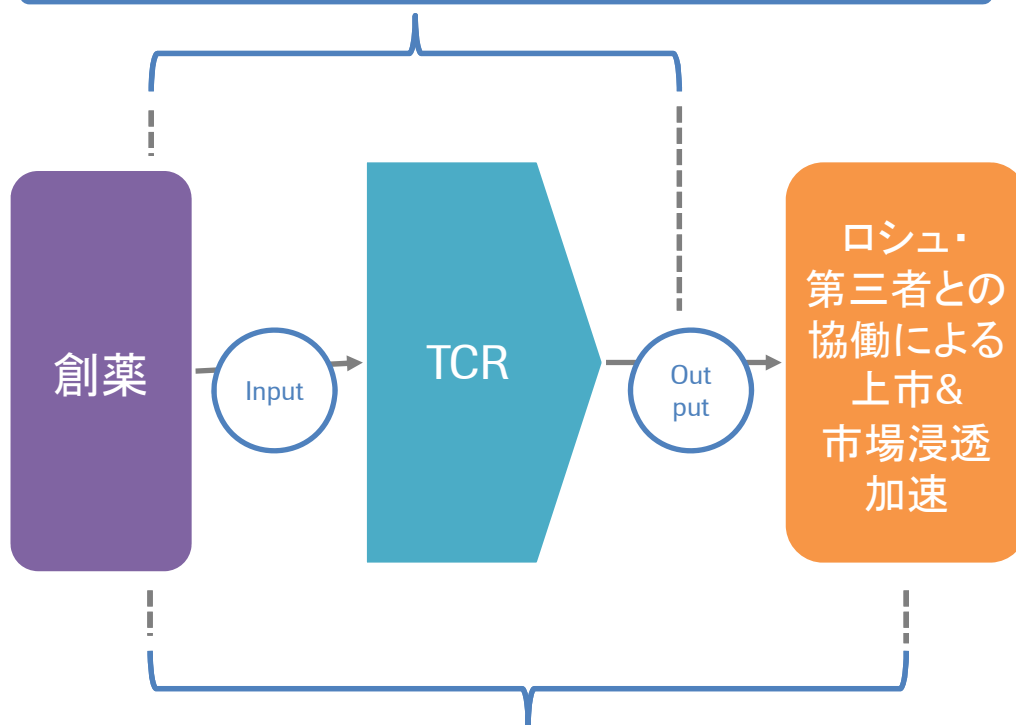 創薬
Input
TCR
Out
put
ロシュ・
第三者との
協働による
上市&
市場浸透
加速